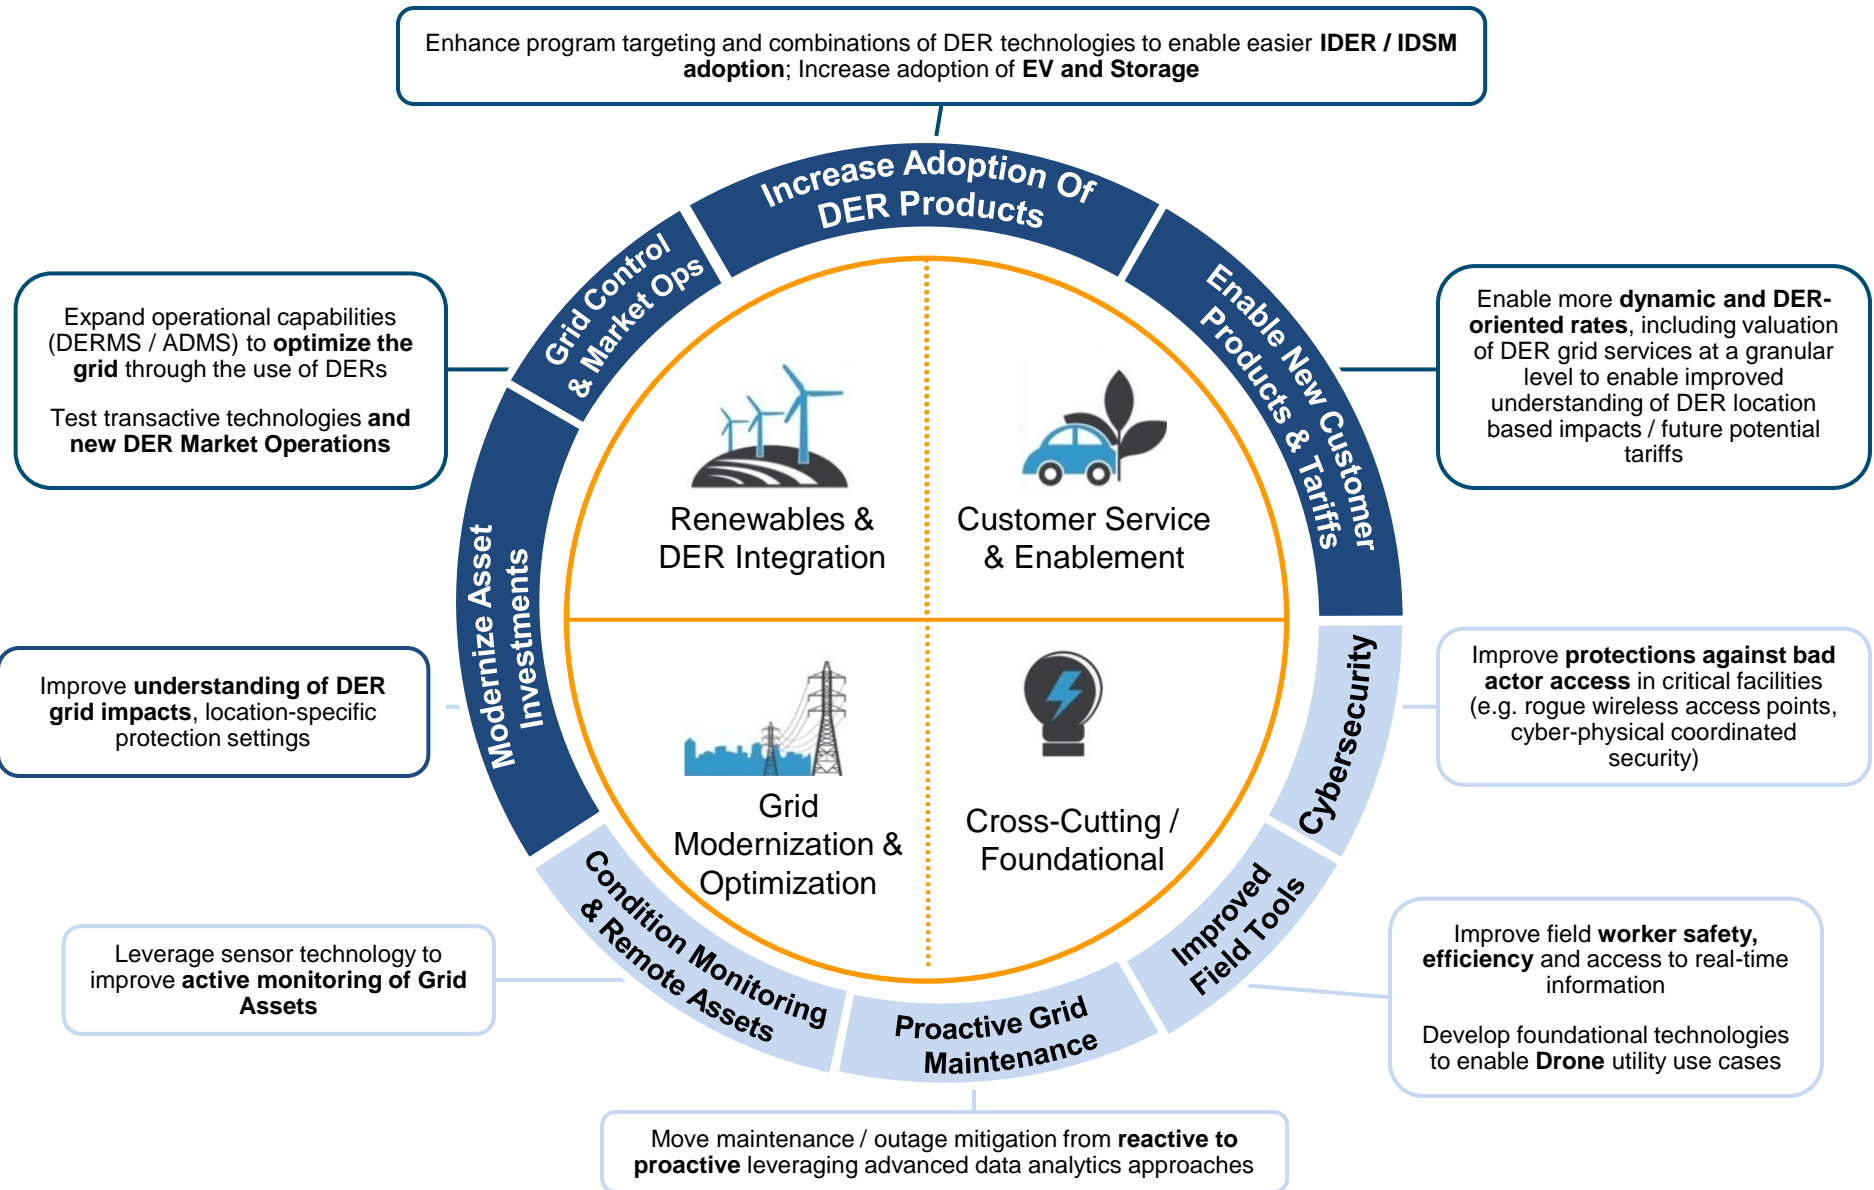 Enhance program targeting and combinations of DER technologies to enable easier IDER / IDSM
adoption; Increase adoption of EV and Storage
Increase Adoption Of
DER Products
Grid Control
& Market Ops
Enable New Customer
Products & Tariffs
Expand operational capabilities
(DERMS / ADMS) to optimize the
grid through the use of DERs
Test transactive technologies and
new DER Market Operations
Enable more dynamic and DER-
oriented rates, including valuation
of DER grid services at a granular
level to enable improved
understanding of DER location
based impacts / future potential
tariffs
Renewables &
DER Integration
Customer Service
& Enablement
Modernize Asset
Investments
Improve understanding of DER
grid impacts, location-specific
protection settings
Cybersecurity
Improve protections against bad
actor access in critical facilities
(e.g. rogue wireless access points,
cyber-physical coordinated
security)
Grid
Modernization &
Optimization
Cross-Cutting /
Foundational
Condition Monitoring
& Remote Assets
Improved
Field Tools
Leverage sensor technology to
improve active monitoring of Grid
Assets
Improve field worker safety,
efficiency and access to real-time
information
Develop foundational technologies
to enable Drone utility use cases
Proactive Grid
Maintenance
Move maintenance / outage mitigation from reactive to
proactive leveraging advanced data analytics approaches